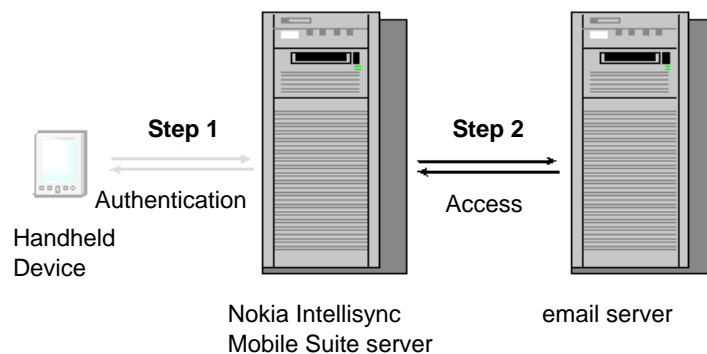 Step 1
Step 2
Authentication
Access
Handheld
Device
Nokia Intellisync
Mobile Suite server
email server